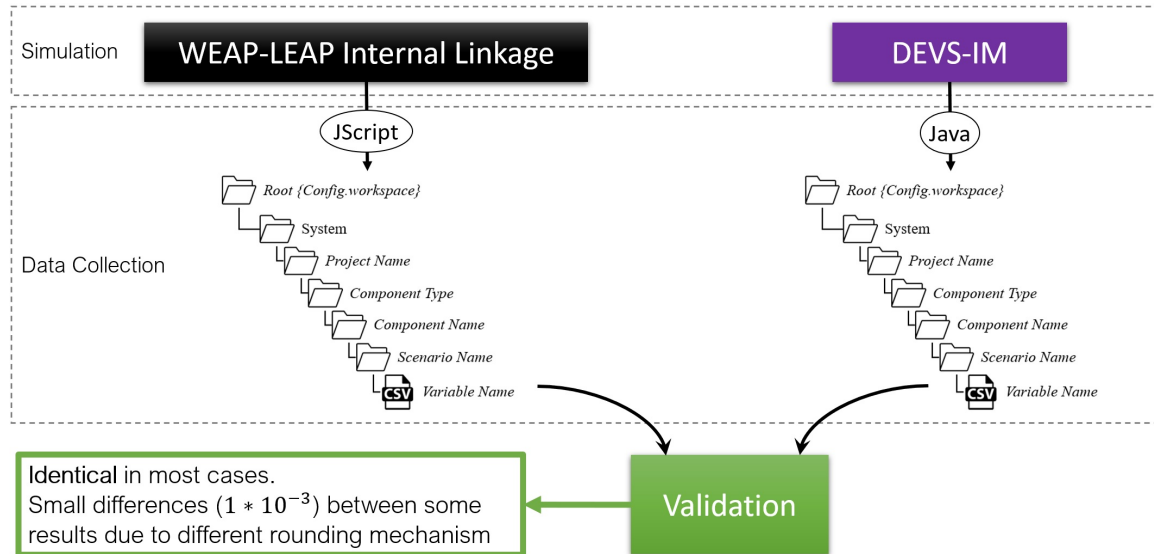 Simulation
WEAP-LEAP Internal Linkage
DEVS-IM
JScript
Java
Data Collection
Root {Config.workspace}
System
Project Name
Component Type
Component Name
Scenario Name
CSV
Variable Name
Root {Config.workspace}
System
Project Name
Component Type
Component Name
Scenario Name
CSV
Variable Name
Identical in most cases.
Small differences (1 * 10⁻³) between some
results due to different rounding mechanism
Validation